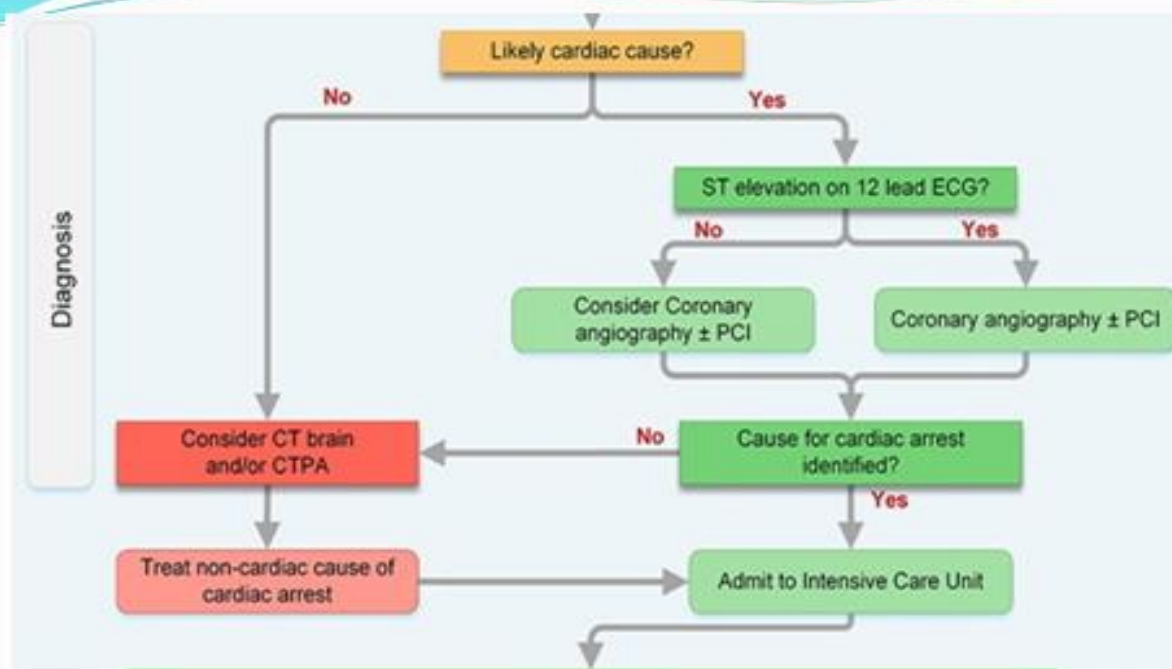 Diagnosis
Likely cardiac cause?
No
Yes
ST elevation on 12 lead ECG?
No
Yes
Consider Coronary
angiography ± PCI
Coronary angiography ± PCI
Consider CT brain
and/or CTPA
No
Cause for cardiac arrest
identified?
Yes
Treat non-cardiac cause of
cardiac arrest
Admit to Intensive Care Unit